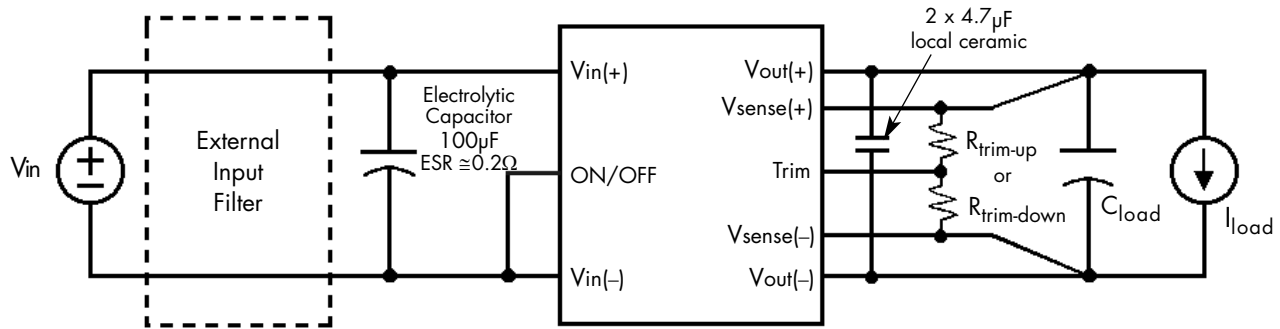 Vin
External
Input
Filter
Electrolytic
Capacitor
100µF
ESR ≅0.2Ω
Vin(+)
ON/OFF
Vin(–)
Vout(+)
Vsense(+)
Trim
Vsense(–)
Vout(–)
2 x 4.7µF
local ceramic
Rtrim-up
or
Rtrim-down
Cload
Iload